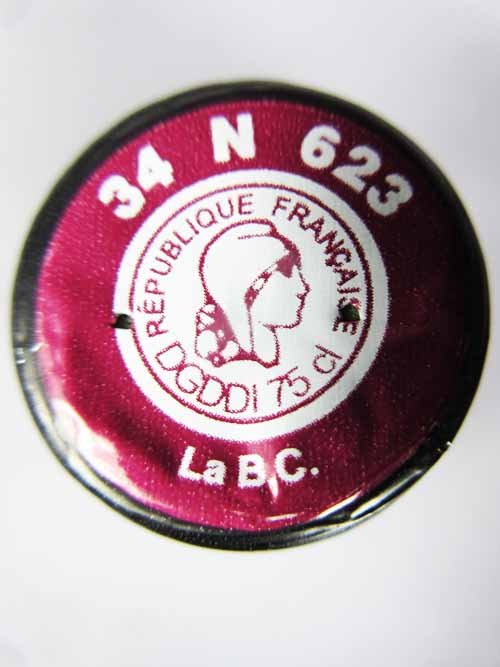 34 N 623
RÉPUBLIQUE FRANÇAISE
DGDDI 75 cl
La B.C.